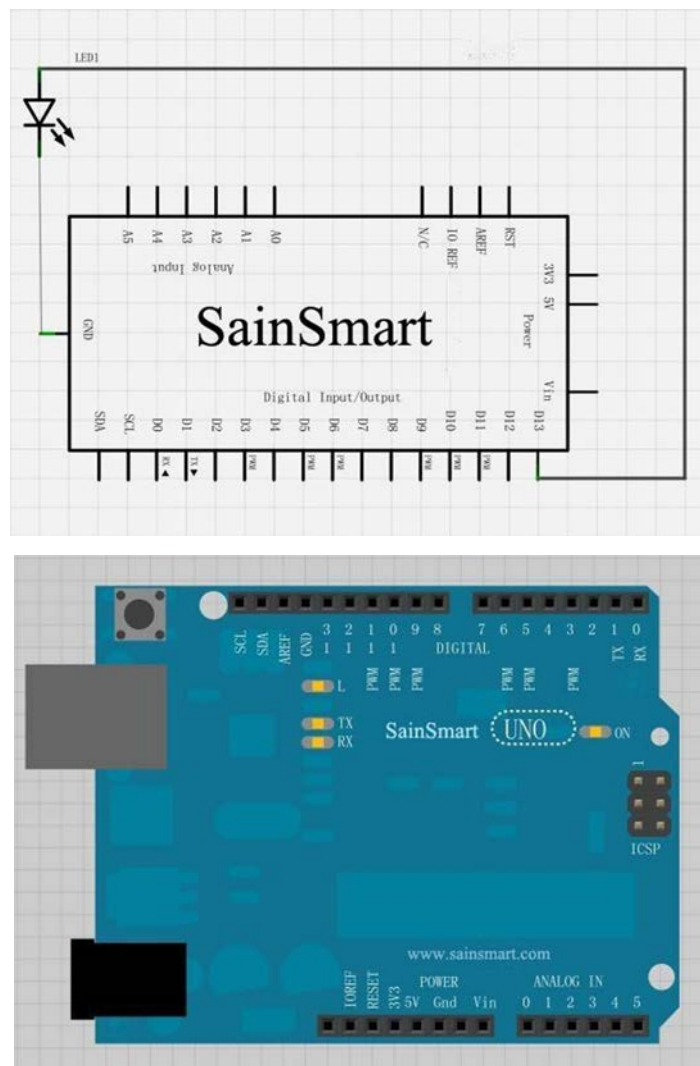 LED1
A5 A4 A3 A2 A1 A0 N/C IO REF AREF RST
Analog Input
3V3
5V
Power
Vin
GND
SainSmart
Digital Input/Output
SDA SCL D0 D1 D2 D3 D4 D5 D6 D7 D8 D9 D10 D11 D12 D13
RX TX PWM PWM PWM PWM PWM PWM
SCL SDA AREF GND 13 12 11 10 9 8 7 6 5 4 3 2 1 0
DIGITAL
PWM PWM PWM PWM PWM PWM TX RX
L
TX
RX
SainSmart UNO ON
1
ICSP
www.sainsmart.com
POWER ANALOG IN
IOREF RESET 3V3 5V Gnd Vin 0 1 2 3 4 5